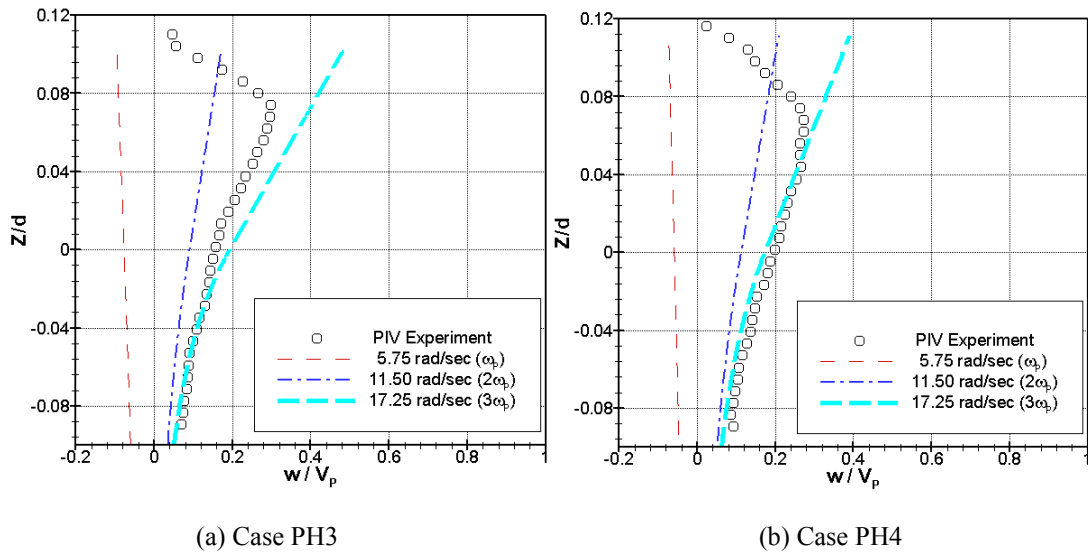 0.12
0.08
0.04
0
-0.04
-0.08
Z/d
-0.2
0
0.2
0.4
0.6
0.8
1
w / Vp
PIV Experiment
5.75 rad/sec (ωp)
11.50 rad/sec (2ωp)
17.25 rad/sec (3ωp)
(a) Case PH3
0.12
0.08
0.04
0
-0.04
-0.08
Z/d
-0.2
0
0.2
0.4
0.6
0.8
1
w / Vp
PIV Experiment
5.75 rad/sec (ωp)
11.50 rad/sec (2ωp)
17.25 rad/sec (3ωp)
(b) Case PH4